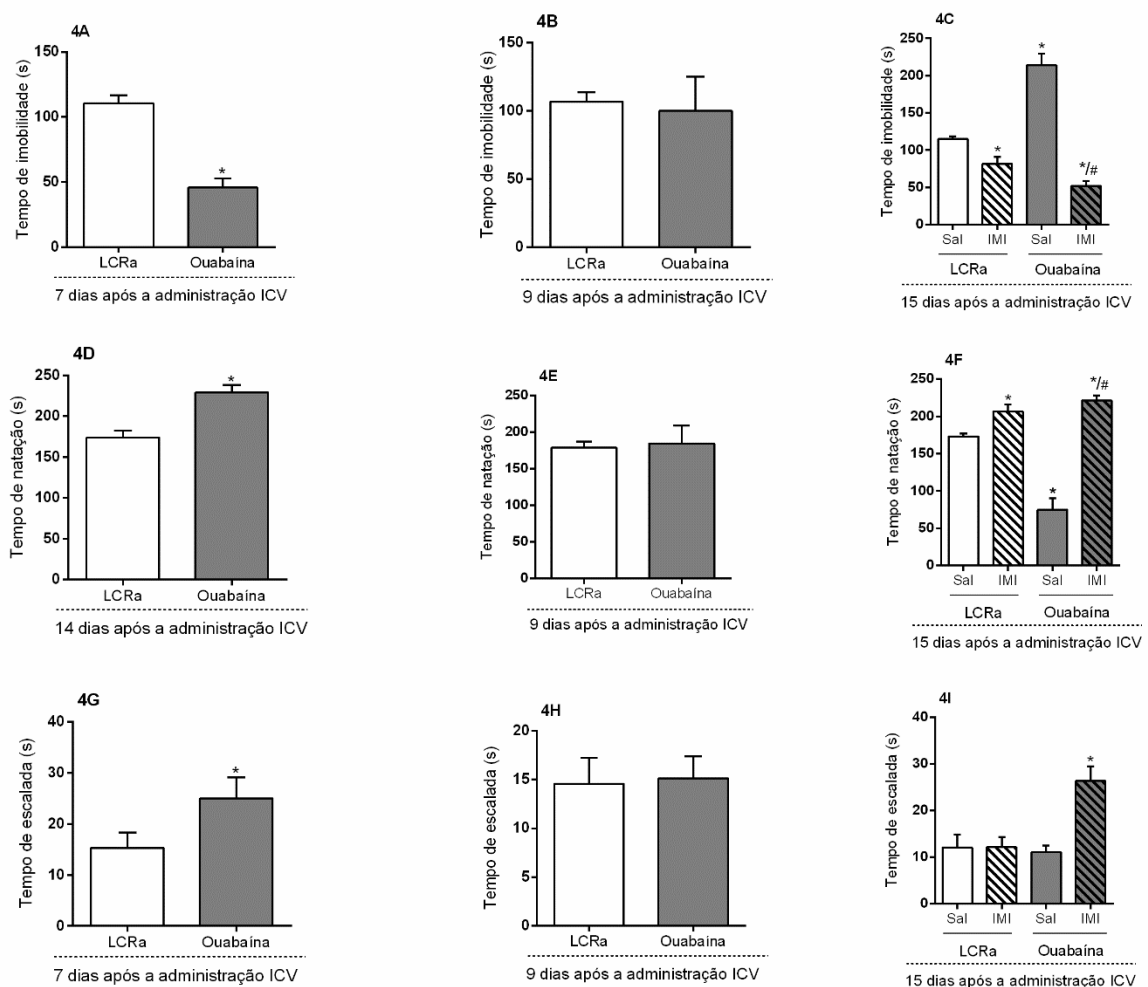 4A
Tempo de imobilidade (s)
150
100
50
0
*
LCRa Ouabaína
7 dias após a administração ICV
4B
Tempo de imobilidade (s)
150
100
50
0
LCRa Ouabaína
9 dias após a administração ICV
4C
Tempo de imobilidade (s)
250
200
150
100
50
0
* * */#
Sal IMI Sal IMI
LCRa Ouabaína
15 dias após a administração ICV
4D
Tempo de natação (s)
250
200
150
100
50
0
*
LCRa Ouabaína
14 dias após a administração ICV
4E
Tempo de natação (s)
250
200
150
100
50
0
LCRa Ouabaína
9 dias após a administração ICV
4F
Tempo de natação (s)
250
200
150
100
50
0
* * */#
Sal IMI Sal IMI
LCRa Ouabaína
15 dias após a administração ICV
4G
Tempo de escalada (s)
40
30
20
10
0
*
LCRa Ouabaína
7 dias após a administração ICV
4H
Tempo de escalada (s)
20
15
10
5
0
LCRa Ouabaína
9 dias após a administração ICV
4I
Tempo de escalada (s)
40
30
20
10
0
*
Sal IMI Sal IMI
LCRa Ouabaína
15 dias após a administração ICV